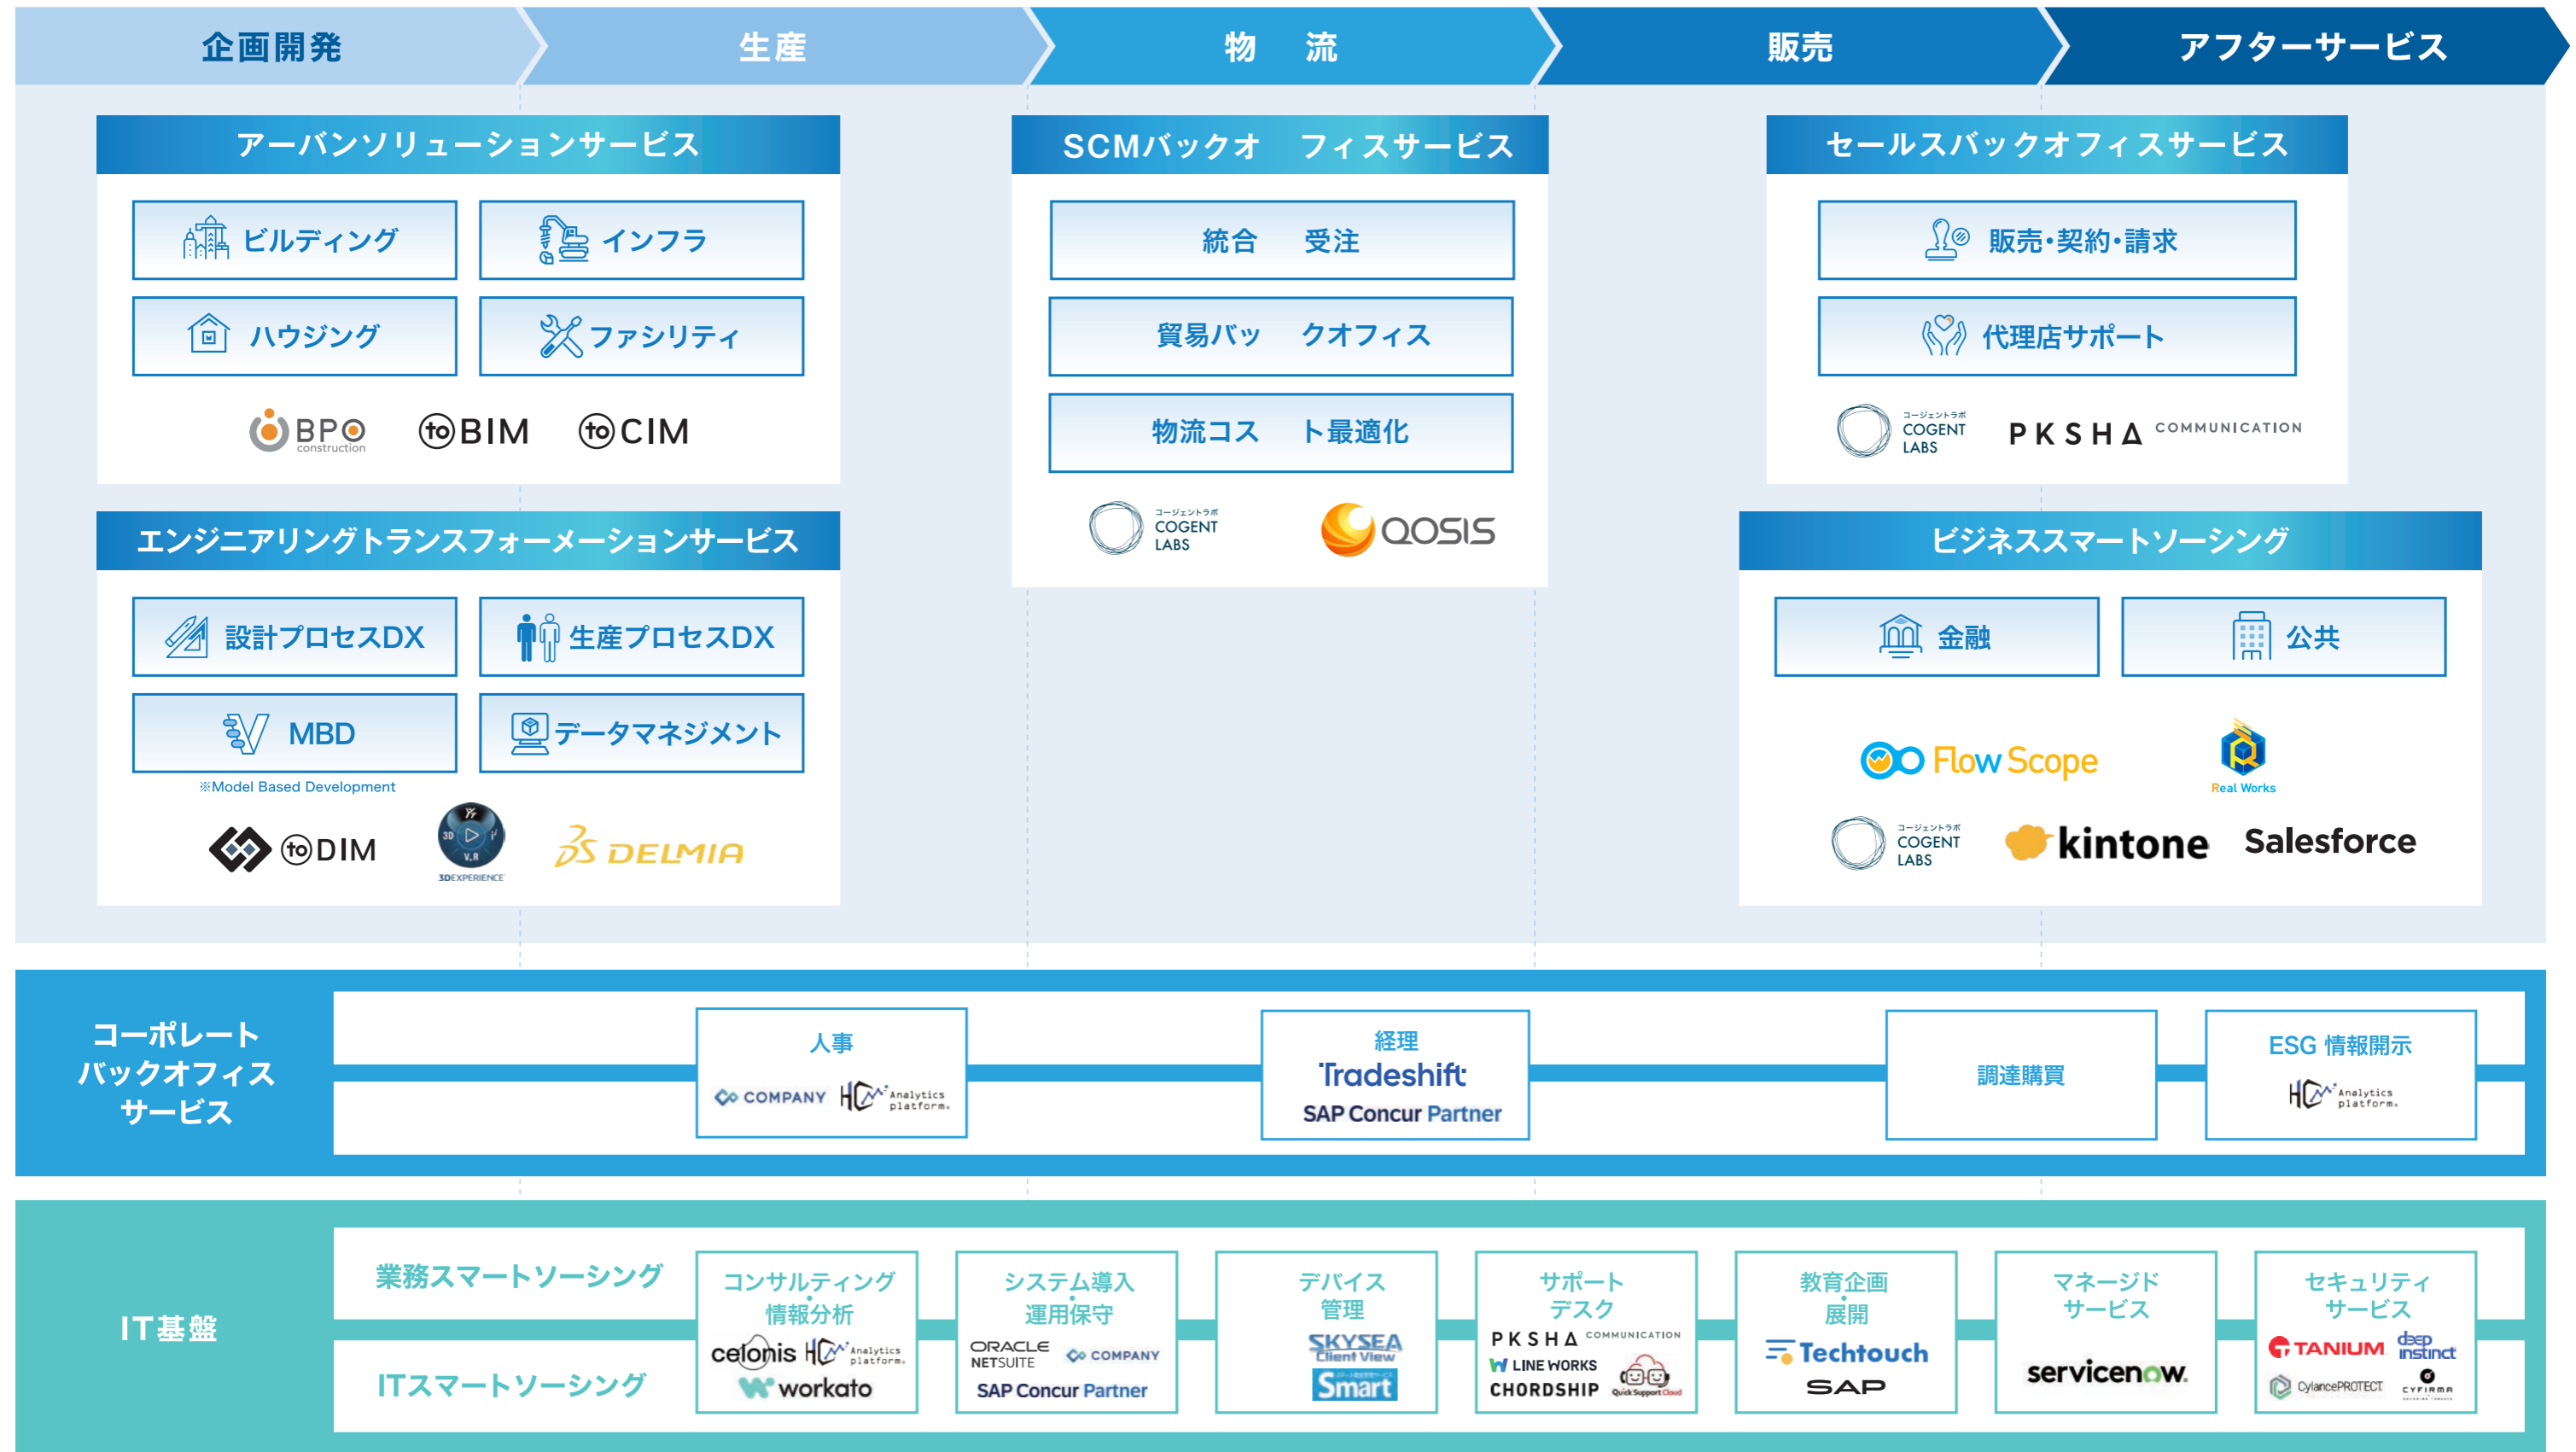 企画開発
生産
物 流
販売
アフターサービス
アーバンソリューションサービス
ビルディング
インフラ
ハウジング
ファシリティ
BPO construction
to BIM
to CIM
エンジニアリングトランスフォーメーションサービス
設計プロセスDX
生産プロセスDX
MBD
データマネジメント
※Model Based Development
to DIM
3D V,R
3DEXPERIENCE
DELMIA
SCMバックオ フィスサービス
統合 受注
貿易バッ クオフィス
物流コス ト最適化
コージェントラボ
COGENT
LABS
QOSIS
セールスバックオフィスサービス
販売・契約・請求
代理店サポート
コージェントラボ
COGENT
LABS
PKSHA COMMUNICATION
ビジネススマートソーシング
金融
公共
Flow Scope
Real Works
コージェントラボ
COGENT
LABS
kintone
Salesforce
コーポレート
バックオフィス
サービス
人事
COMPANY
HC Analytics
platform.
経理
Tradeshift
SAP Concur Partner
調達購買
ESG 情報開示
HC Analytics
platform.
IT基盤
業務スマートソーシング
ITスマートソーシング
コンサルティング
・
情報分析
celonis
HC Analytics
platform.
workato
システム導入
・
運用保守
ORACLE
NETSUITE
COMPANY
SAP Concur Partner
デバイス
管理
SKYSEA
Client View
Smart
サポート
デスク
PKSHA COMMUNICATION
LINE WORKS
CHORDSHIP
Quick Support Cloud
教育企画
・
展開
Techtouch
SAP
マネージド
サービス
servicenow
セキュリティ
サービス
TANIUM
deep
instinct
CylancePROTECT
CYFIRMA